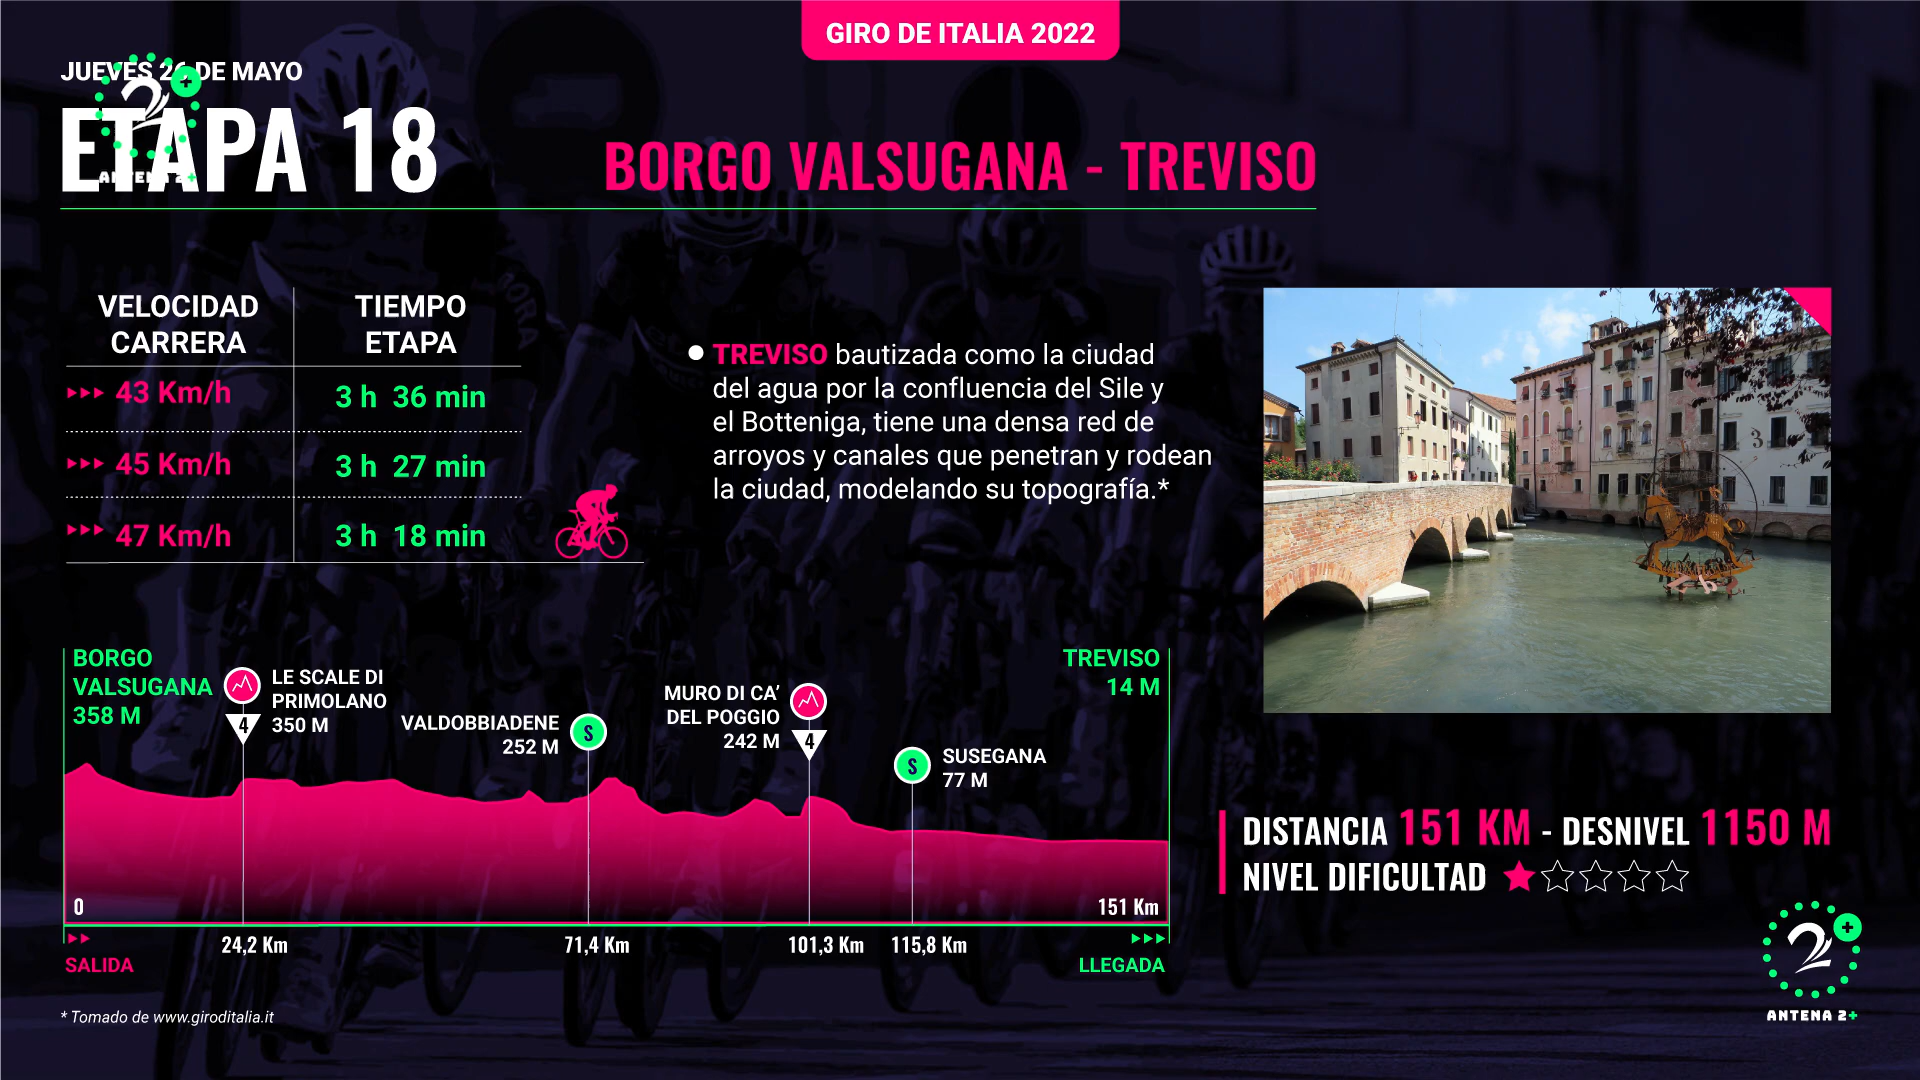 GIRO DE ITALIA 2022
JUEVES 26 DE MAYO
ETAPA 18
2+
ANTENA 2+
BORGO VALSUGANA - TREVISO
VELOCIDAD
CARRERA
TIEMPO
ETAPA
43 Km/h
3 h 36 min
45 Km/h
3 h 27 min
47 Km/h
3 h 18 min
TREVISO bautizada como la ciudad
del agua por la confluencia del Sile y
el Botteniga, tiene una densa red de
arroyos y canales que penetran y rodean
la ciudad, modelando su topografía.*
BORGO
VALSUGANA
358 M
LE SCALE DI
PRIMOLANO
350 M
4
VALDOBBIADENE
252 M
S
MURO DI CA’
DEL POGGIO
242 M
4
S
SUSEGANA
77 M
TREVISO
14 M
0
151 Km
24,2 Km
71,4 Km
101,3 Km
115,8 Km
SALIDA
LLEGADA
DISTANCIA 151 KM - DESNIVEL 1150 M
NIVEL DIFICULTAD
* Tomado de www.giroditalia.it
2+
ANTENA 2+